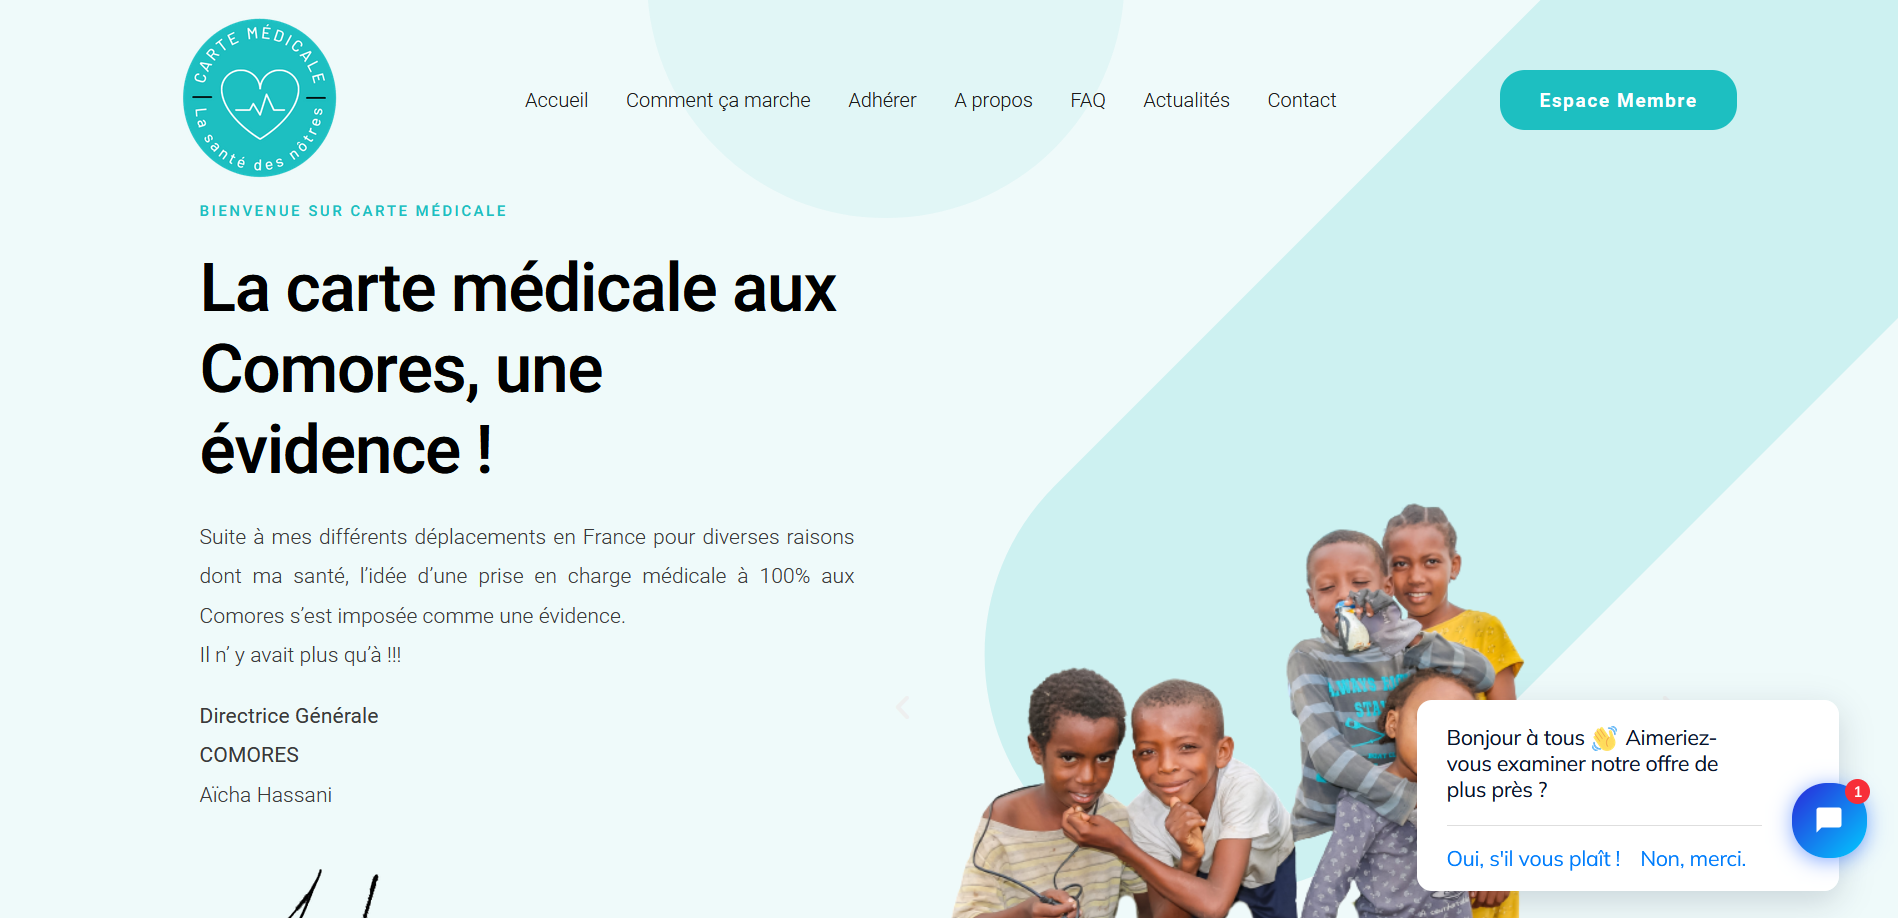 CARTE MÉDICALE
La santé des nôtres
Accueil
Comment ça marche
Adhérer
A propos
FAQ
Actualités
Contact
Espace Membre
BIENVENUE SUR CARTE MÉDICALE
La carte médicale aux
Comores, une
évidence !
Suite à mes différents déplacements en France pour diverses raisons
dont ma santé, l’idée d’une prise en charge médicale à 100% aux
Comores s’est imposée comme une évidence.
Il n’ y avait plus qu’à !!!
Directrice Générale
COMORES
Aïcha Hassani
ALWAYS
Bonjour à tous 👋 Aimeriez-
vous examiner notre offre de
plus près ?
Oui, s'il vous plaît !
Non, merci.
1